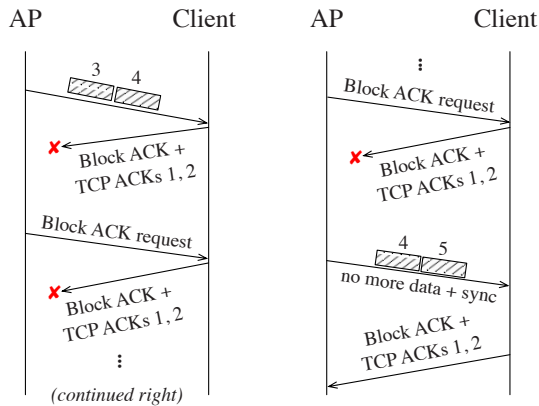 AP Client
3 4
Block ACK +
TCP ACKs 1, 2
Block ACK request
Block ACK +
TCP ACKs 1, 2
(continued right)
AP Client
Block ACK request
Block ACK +
TCP ACKs 1, 2
4 5
no more data + sync
Block ACK +
TCP ACKs 1, 2